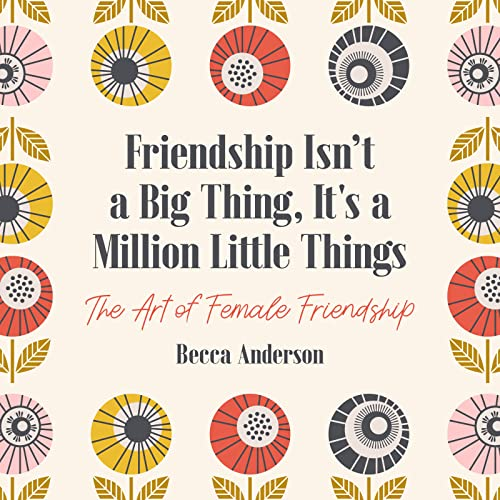 Friendship Isn’t
a Big Thing, It's a
Million Little Things
The Art of Female Friendship
Becca Anderson